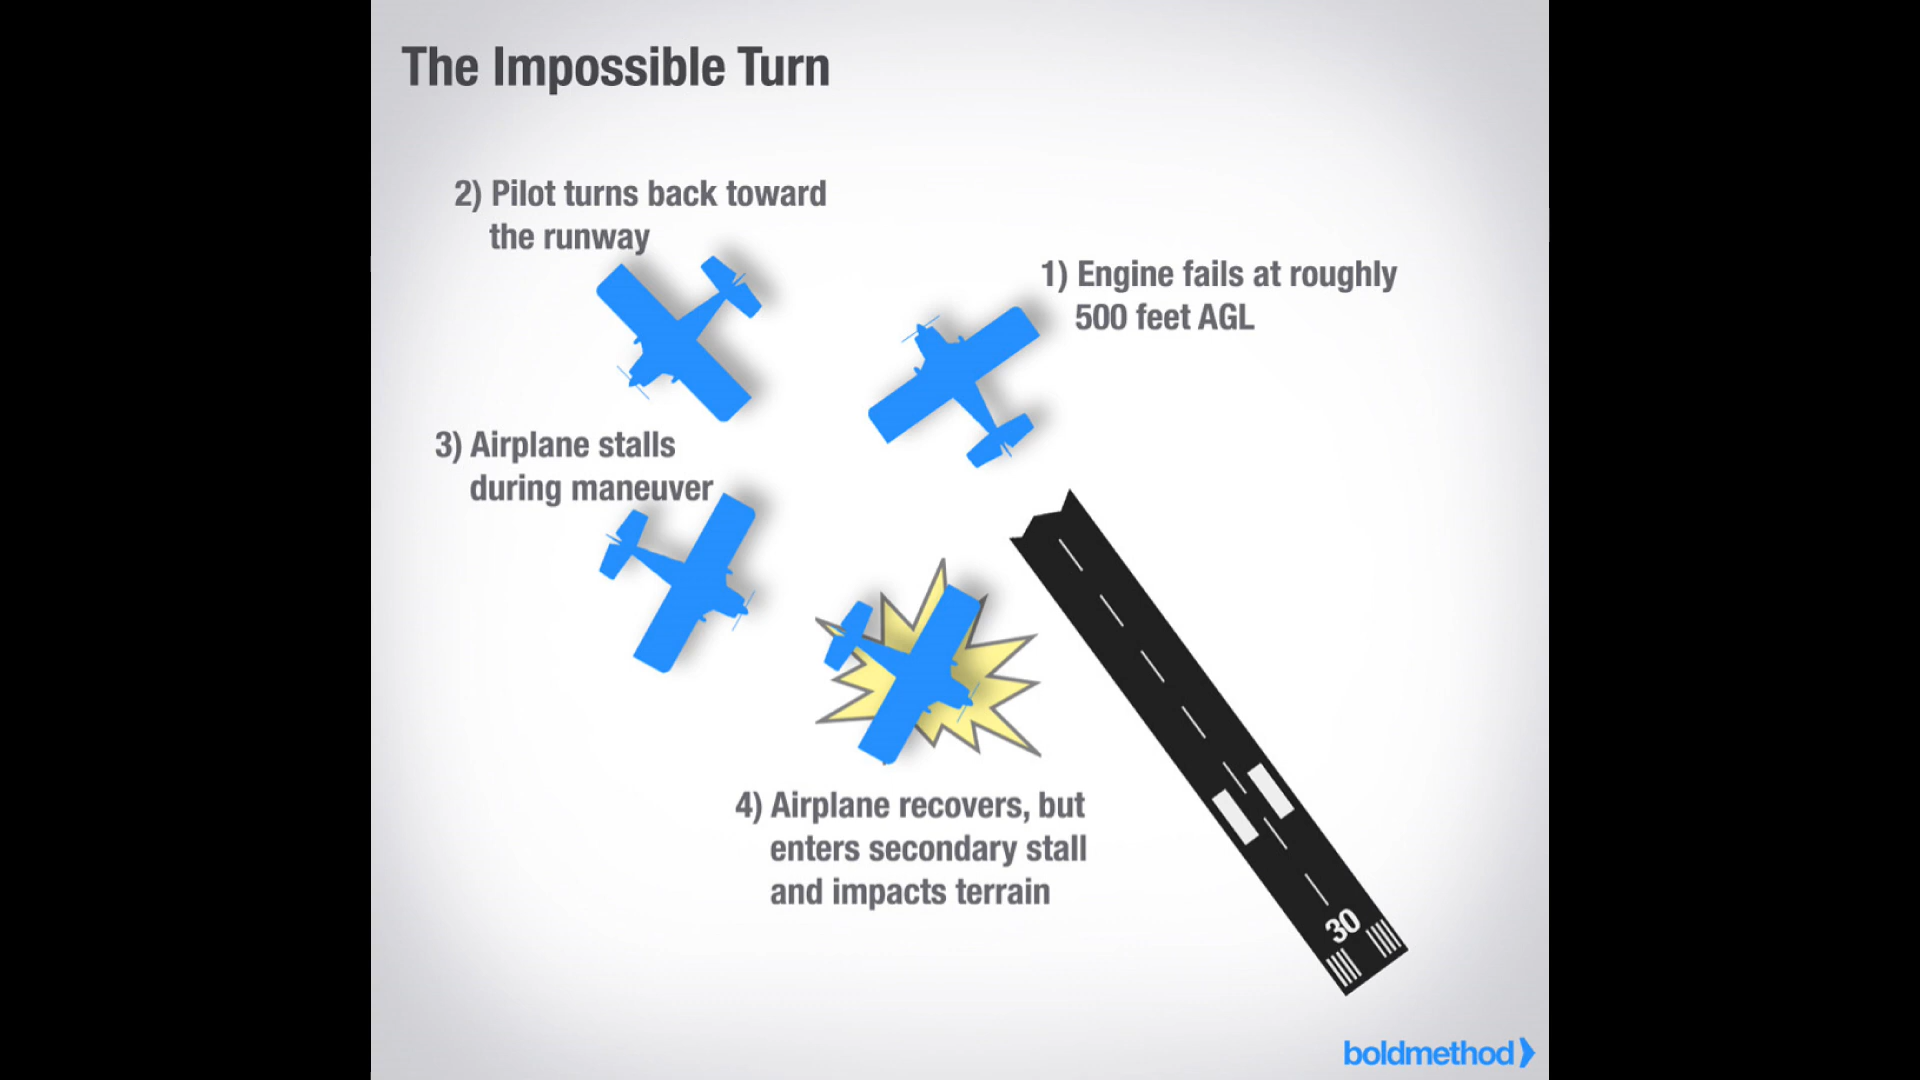 The Impossible Turn
2) Pilot turns back toward
the runway
1) Engine fails at roughly
500 feet AGL
3) Airplane stalls
during maneuver
4) Airplane recovers, but
enters secondary stall
and impacts terrain
30
boldmethod